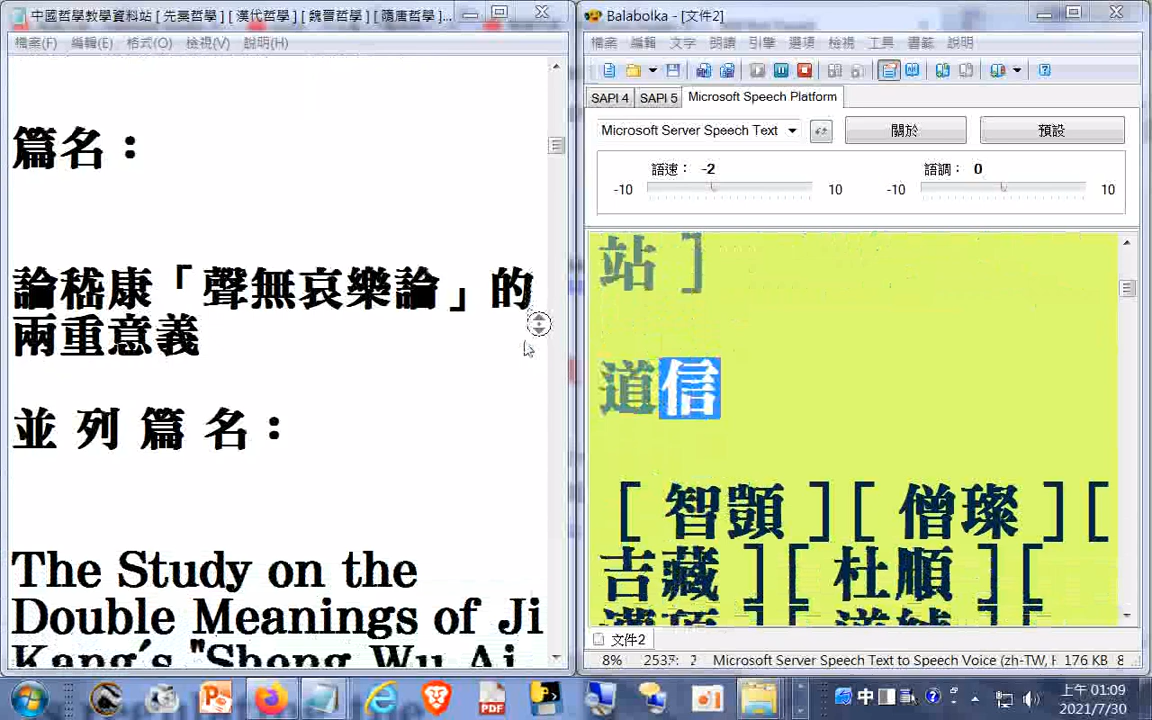 中國哲學教學資料站 [ 先秦哲學 ] [ 漢代哲學 ] [ 魏晉哲學 ] [ 隋唐哲學 ]...
檔案(F) 編輯(E) 格式(O) 檢視(V) 說明(H)
篇名：
論嵇康「聲無哀樂論」的
兩重意義
並 列 篇 名：
The Study on the
Double Meanings of Ji
Kang's "Sheng Wu Ai
Balabolka - [文件2]
檔案 編輯 文字 朗讀 引擎 選項 檢視 工具 書籤 說明
SAPI 4 SAPI 5 Microsoft Speech Platform
Microsoft Server Speech Text 關於 預設
語速： -2 語調： 0
-10 10 -10 10
站 ]
道信
[ 智顗 ][ 僧璨 ][
吉藏 ][ 杜順 ][
文件2
8% 2537: 2 Microsoft Server Speech Text to Speech Voice (zh-TW, H 176 KB 8
中
上午 01:09
2021/7/30